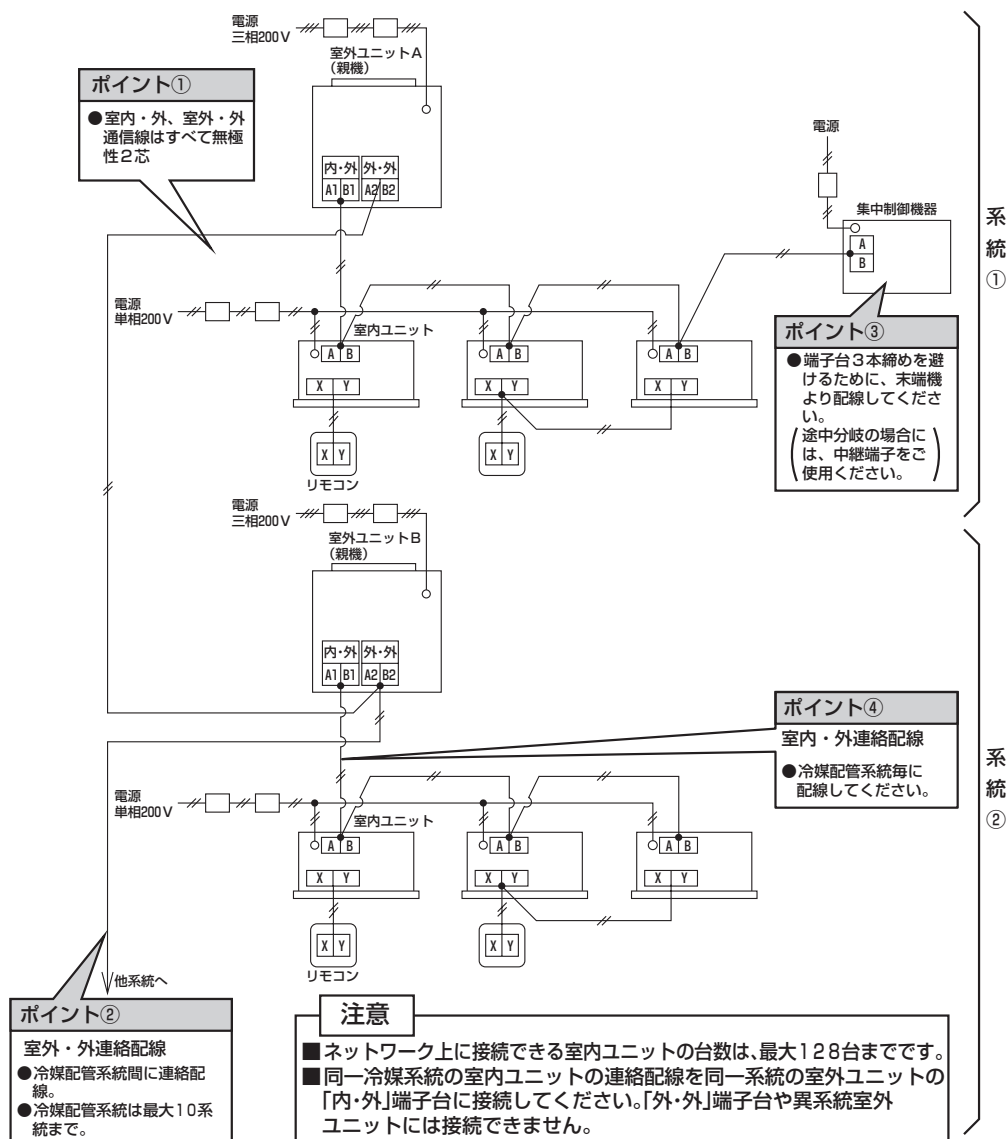 電源
三相200V
室外ユニットA
(親機)
ポイント①
●室内・外、室外・外
通信線はすべて無極
性2芯
内・外 外・外
A1 B1 A2 B2
電源
集中制御機器
A
B
系統①
電源
単相200V
室内ユニット
A B
A B
A B
X Y
X Y
X Y
X Y
X Y
リモコン
ポイント③
●端子台3本締めを避
けるために、末端機
より配線してくださ
い。
(途中分岐の場合に
は、中継端子をご
使用ください。)
電源
三相200V
室外ユニットB
(親機)
内・外 外・外
A1 B1 A2 B2
ポイント④
室内・外連絡配線
●冷媒配管系統毎に
配線してください。
系統②
電源
単相200V
室内ユニット
A B
A B
A B
X Y
X Y
X Y
X Y
X Y
リモコン
他系統へ
ポイント②
室外・外連絡配線
●冷媒配管系統間に連絡配
線。
●冷媒配管系統は最大10系
統まで。
注意
■ネットワーク上に接続できる室内ユニットの台数は、最大128台までです。
■同一冷媒系統の室内ユニットの連絡配線を同一系統の室外ユニットの
「内・外」端子台に接続してください。「外・外」端子台や異系統室外
ユニットには接続できません。